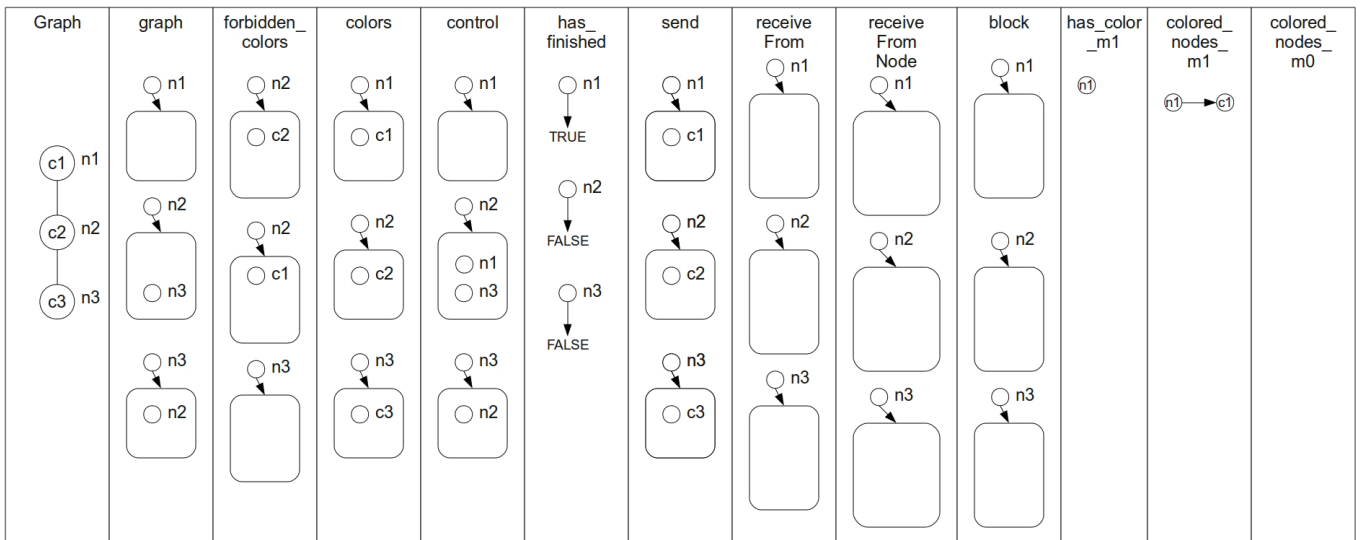 Graph
c1 n1
c2 n2
c3 n3
graph
n1
n2
n3
n3
n2
forbidden_
colors
n2
c2
n2
c1
n3
colors
n1
c1
n2
c2
n3
c3
control
n1
n2
n1
n3
n3
n2
has_
finished
n1
TRUE
n2
FALSE
n3
FALSE
send
n1
c1
n2
c2
n3
c3
receive
From
n1
n2
n3
receive
From
Node
n1
n2
n3
block
n1
n2
n3
has_color
_m1
n1
colored_
nodes_
m1
n1 c1
colored_
nodes_
m0